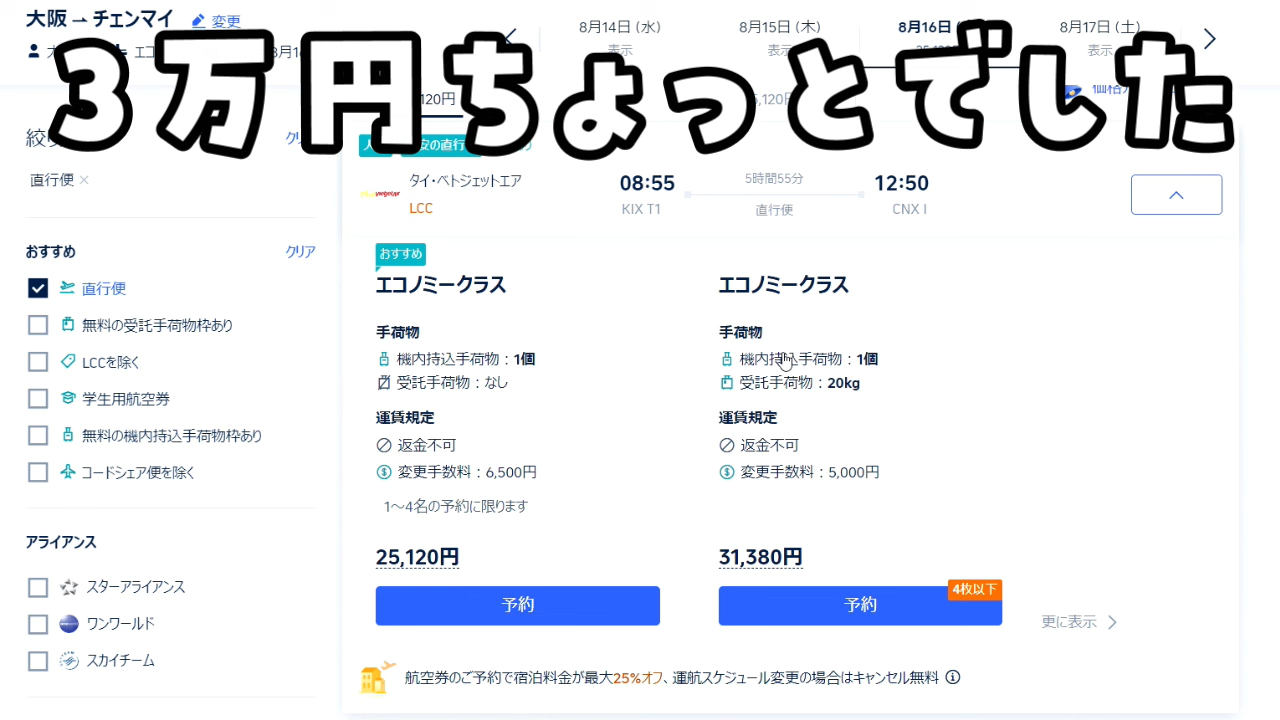 大阪 → チェンマイ 変更
8月14日 (水)
表示
8月15日 (木)
8月16日
8月17日 (土)
表示
3万円ちょっとでした
タイ・ベトジェットエア
LCC
08:55
KIX T1
5時間55分
直行便
12:50
CNX I
直行便 ×
おすすめ クリア
直行便
無料の受託手荷物枠あり
LCCを除く
学生用航空券
無料の機内持込手荷物枠あり
コードシェア便を除く
アライアンス
スターアライアンス
ワンワールド
スカイチーム
おすすめ
エコノミークラス
手荷物
機内持込手荷物：1個
受託手荷物：なし
運賃規定
返金不可
変更手数料：6,500円
1〜4名の予約に限ります
25,120円
予約
エコノミークラス
手荷物
機内持込手荷物：1個
受託手荷物：20kg
運賃規定
返金不可
変更手数料：5,000円
31,380円
4枚以下
予約
更に表示
航空券のご予約で宿泊料金が最大25%オフ、運航スケジュール変更の場合はキャンセル無料